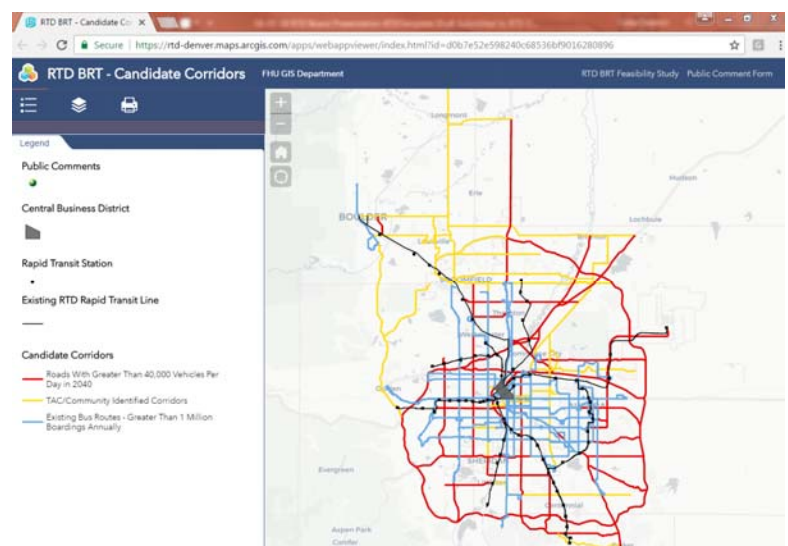 RTD BRT - Candidate Co
Secure | https://rtd-denver.maps.arcgis.com/apps/webappviewer/index.html?id=d0b7e52e598240c68536bf9016280896
RTD BRT - Candidate Corridors
FHU GIS Department
RTD BRT Feasibility Study Public Comment Form
Legend
Public Comments
Central Business District
Rapid Transit Station
Existing RTD Rapid Transit Line
Candidate Corridors
Roads With Greater Than 40,000 Vehicles Per
Day in 2040
TAC/Community Identified Corridors
Existing Bus Routes - Greater Than 1 Million
Boardings Annually
Longmont
Hudson
Erie
Lochbuie
BOULDER
Louisville
BROOMFIELD
Golden
Evergreen
Centennial
Aspen Park
Conifer